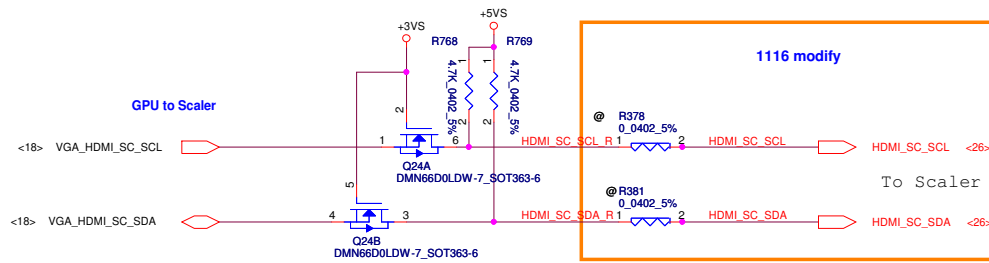 +3VS
+5VS
R768
R769
1116 modify
1
1
4.7K_0402_5%
4.7K_0402_5%
GPU to Scaler
2
2
2
@
R378
0_0402_5%
<18>
VGA_HDMI_SC_SCL
1
6
HDMI_SC_SCL_R
1
2
HDMI_SC_SCL
HDMI_SC_SCL
<26>
Q24A
DMN66D0LDW-7_SOT363-6
To Scaler
5
@
R381
0_0402_5%
<18>
VGA_HDMI_SC_SDA
4
3
HDMI_SC_SDA_R
1
2
HDMI_SC_SDA
HDMI_SC_SDA
<26>
Q24B
DMN66D0LDW-7_SOT363-6